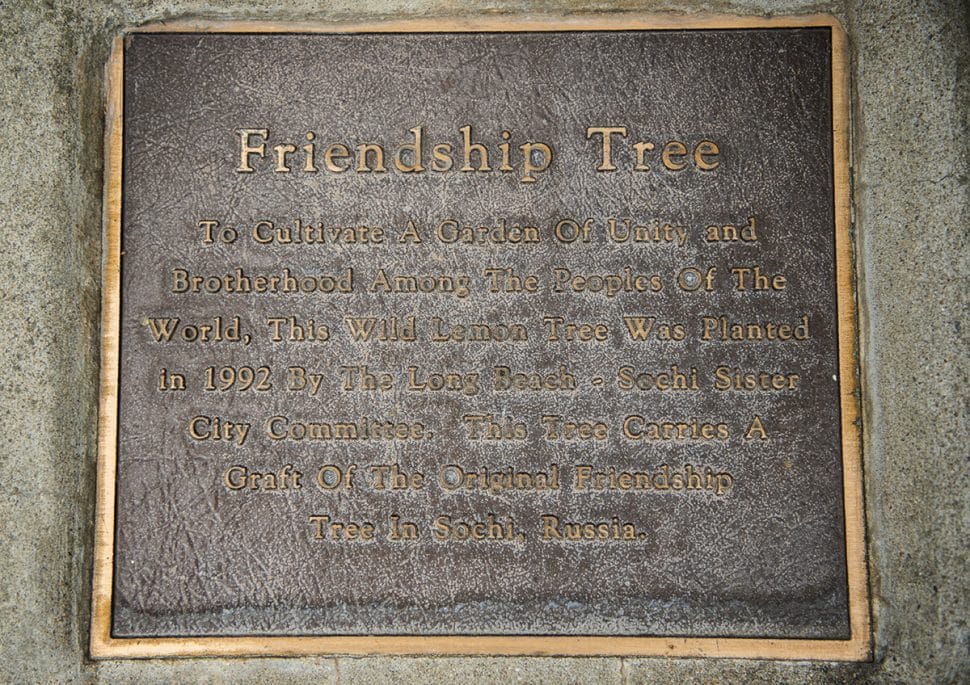 Friendship Tree
To Cultivate A Garden Of Unity and
Brotherhood Among The Peoples Of The
World, This Wild Lemon Tree Was Planted
in 1992 By The Long Beach - Sochi Sister
City Committee. This Tree Carries A
Graft Of The Original Friendship
Tree In Sochi, Russia.